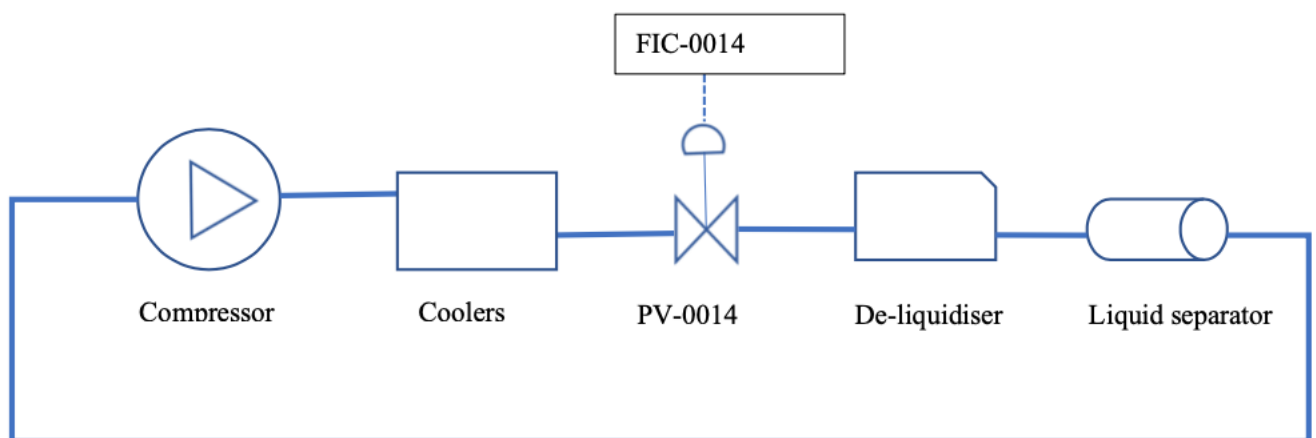 FIC-0014
Compressor
Coolers
PV-0014
De-liquidiser
Liquid separator